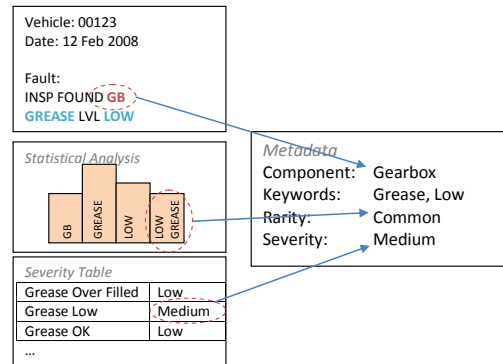 Vehicle: 00123
Date: 12 Feb 2008
Fault:
INSP FOUND GB
GREASE LVL LOW
Statistical Analysis
GB
GREASE
LOW
LOW
GREASE
Severity Table
Grease Over Filled Low
Grease Low Medium
Grease OK Low
...
Metadata
Component: Gearbox
Keywords: Grease, Low
Rarity: Common
Severity: Medium